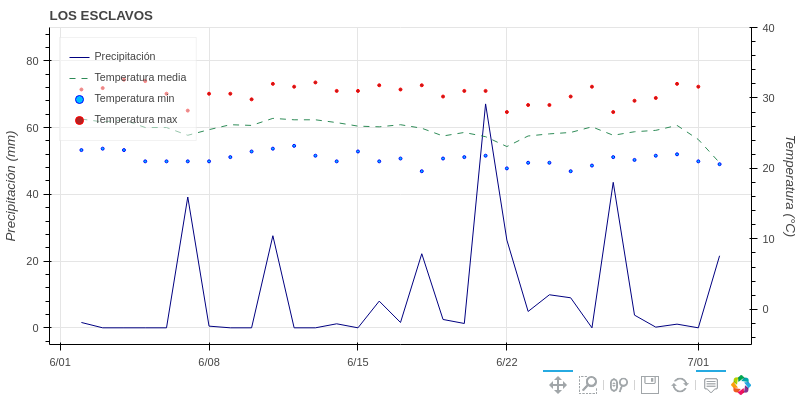 LOS ESCLAVOS
Precipitación
Temperatura media
Temperatura min
Temperatura max
Precipitación (mm)
80
60
40
20
0
Temperatura (°C)
40
30
20
10
0
6/01
6/08
6/15
6/22
7/01